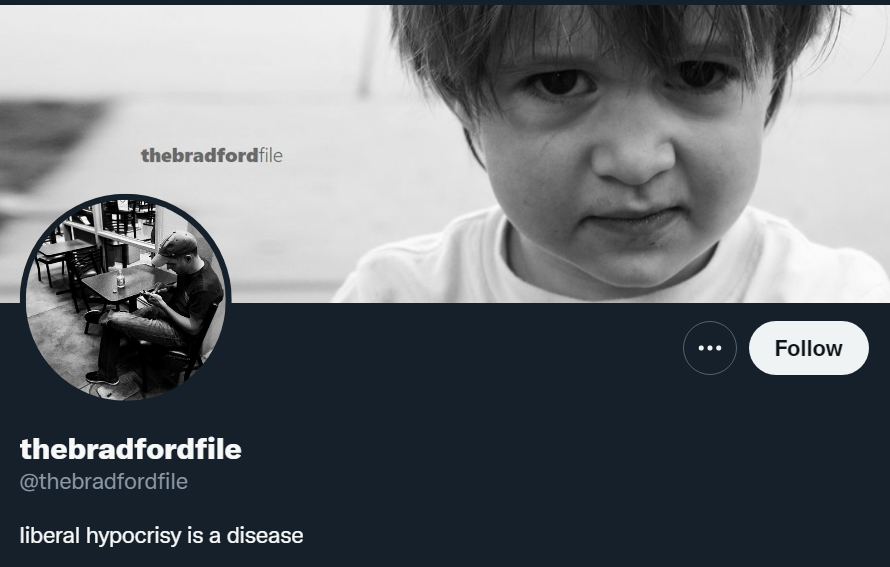 thebradfordfile
Follow
thebradfordfile
@thebradfordfile
liberal hypocrisy is a disease